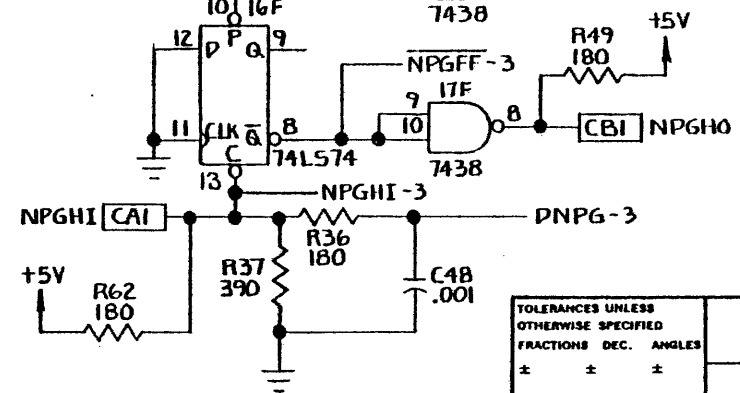 10 16F
7438
+5V
R49
180
12 D P Q 9
NPGFF-3
17F
9
10
8
CB1 NPGHO
11 CLK Q 8
C
74LS74
7438
13
NPGHI-3
NPGHI CA1
DNPG-3
R36
180
R37
390
C48
.001
+5V
R62
180
TOLERANCES UNLESS
OTHERWISE SPECIFIED
FRACTIONS DEC. ANGLES
± ± ±